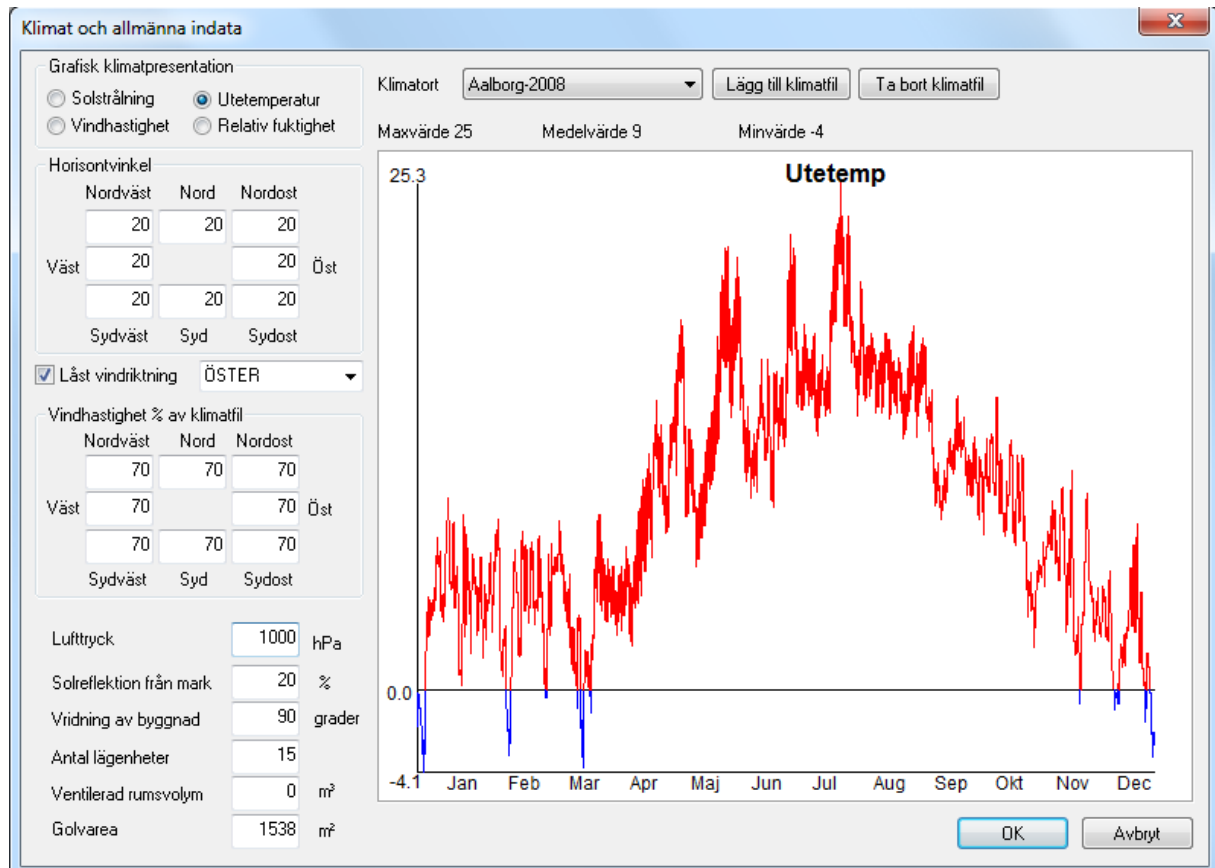 Klimat och allmänna indata
Grafisk klimatpresentation
Solstrålning Utetemperatur
Vindhastighet Relativ fuktighet
Klimatort Aalborg-2008 Lägg till klimatfil Ta bort klimatfil
Maxvärde 25 Medelvärde 9 Minvärde -4
Horisontvinkel
Nordväst Nord Nordost
20 20 20
Väst 20 20 Öst
20 20 20
Sydväst Syd Sydost
Låst vindriktning ÖSTER
Vindhastighet % av klimatfil
Nordväst Nord Nordost
70 70 70
Väst 70 70 Öst
70 70 70
Sydväst Syd Sydost
Lufttryck 1000 hPa
Solreflektion från mark 20 %
Vridning av byggnad 90 grader
Antal lägenheter 15
Ventilerad rumsvolym 0 m³
Golvarea 1538 m²
Utetemp
25.3
0.0
-4.1 Jan Feb Mar Apr Maj Jun Jul Aug Sep Okt Nov Dec
OK Avbryt